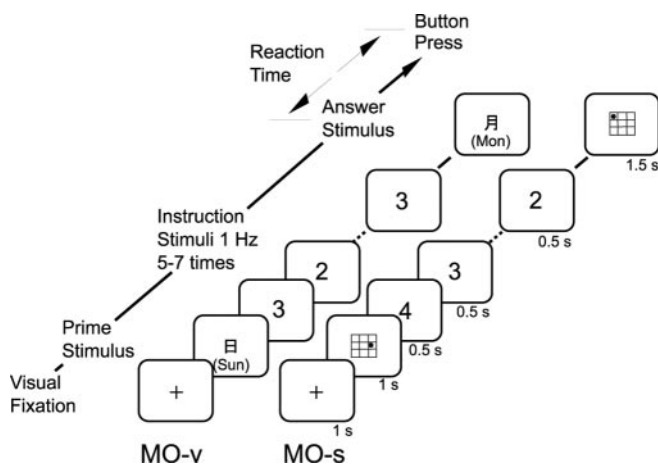 Button
Press
Reaction
Time
Answer
Stimulus
Instruction
Stimuli 1 Hz
5-7 times
Prime
Stimulus
Visual
Fixation
月
(Mon)
3
2
3
日
(Sun)
+
MO-v
1.5 s
2
0.5 s
3
0.5 s
4
0.5 s
1 s
+
1 s
MO-s